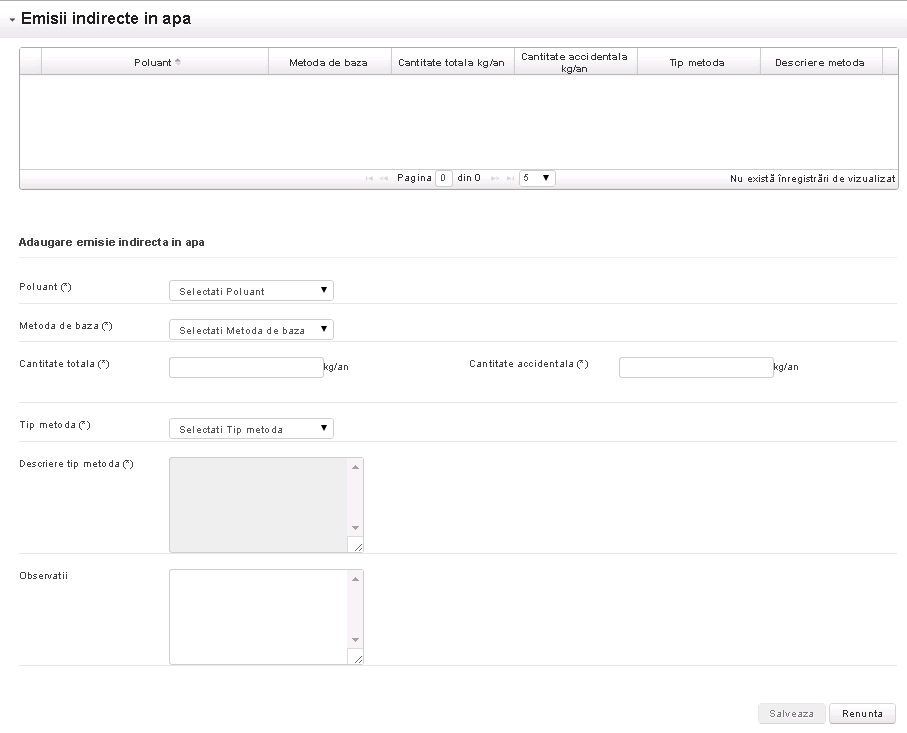 Emisii indirecte in apa
Poluant
Metoda de baza
Cantitate totala kg/an
Cantitate accidentala
kg/an
Tip metoda
Descriere metoda
Pagina 0 din 0 5
Nu există înregistrări de vizualizat
Adaugare emisie indirecta in apa
Poluant (*) Selectati Poluant
Metoda de baza (*) Selectati Metoda de baza
Cantitate totala (*) kg/an Cantitate accidentala (*) kg/an
Tip metoda (*) Selectati Tip metoda
Descriere tip metoda (*)
Observatii
Salveaza Renunta